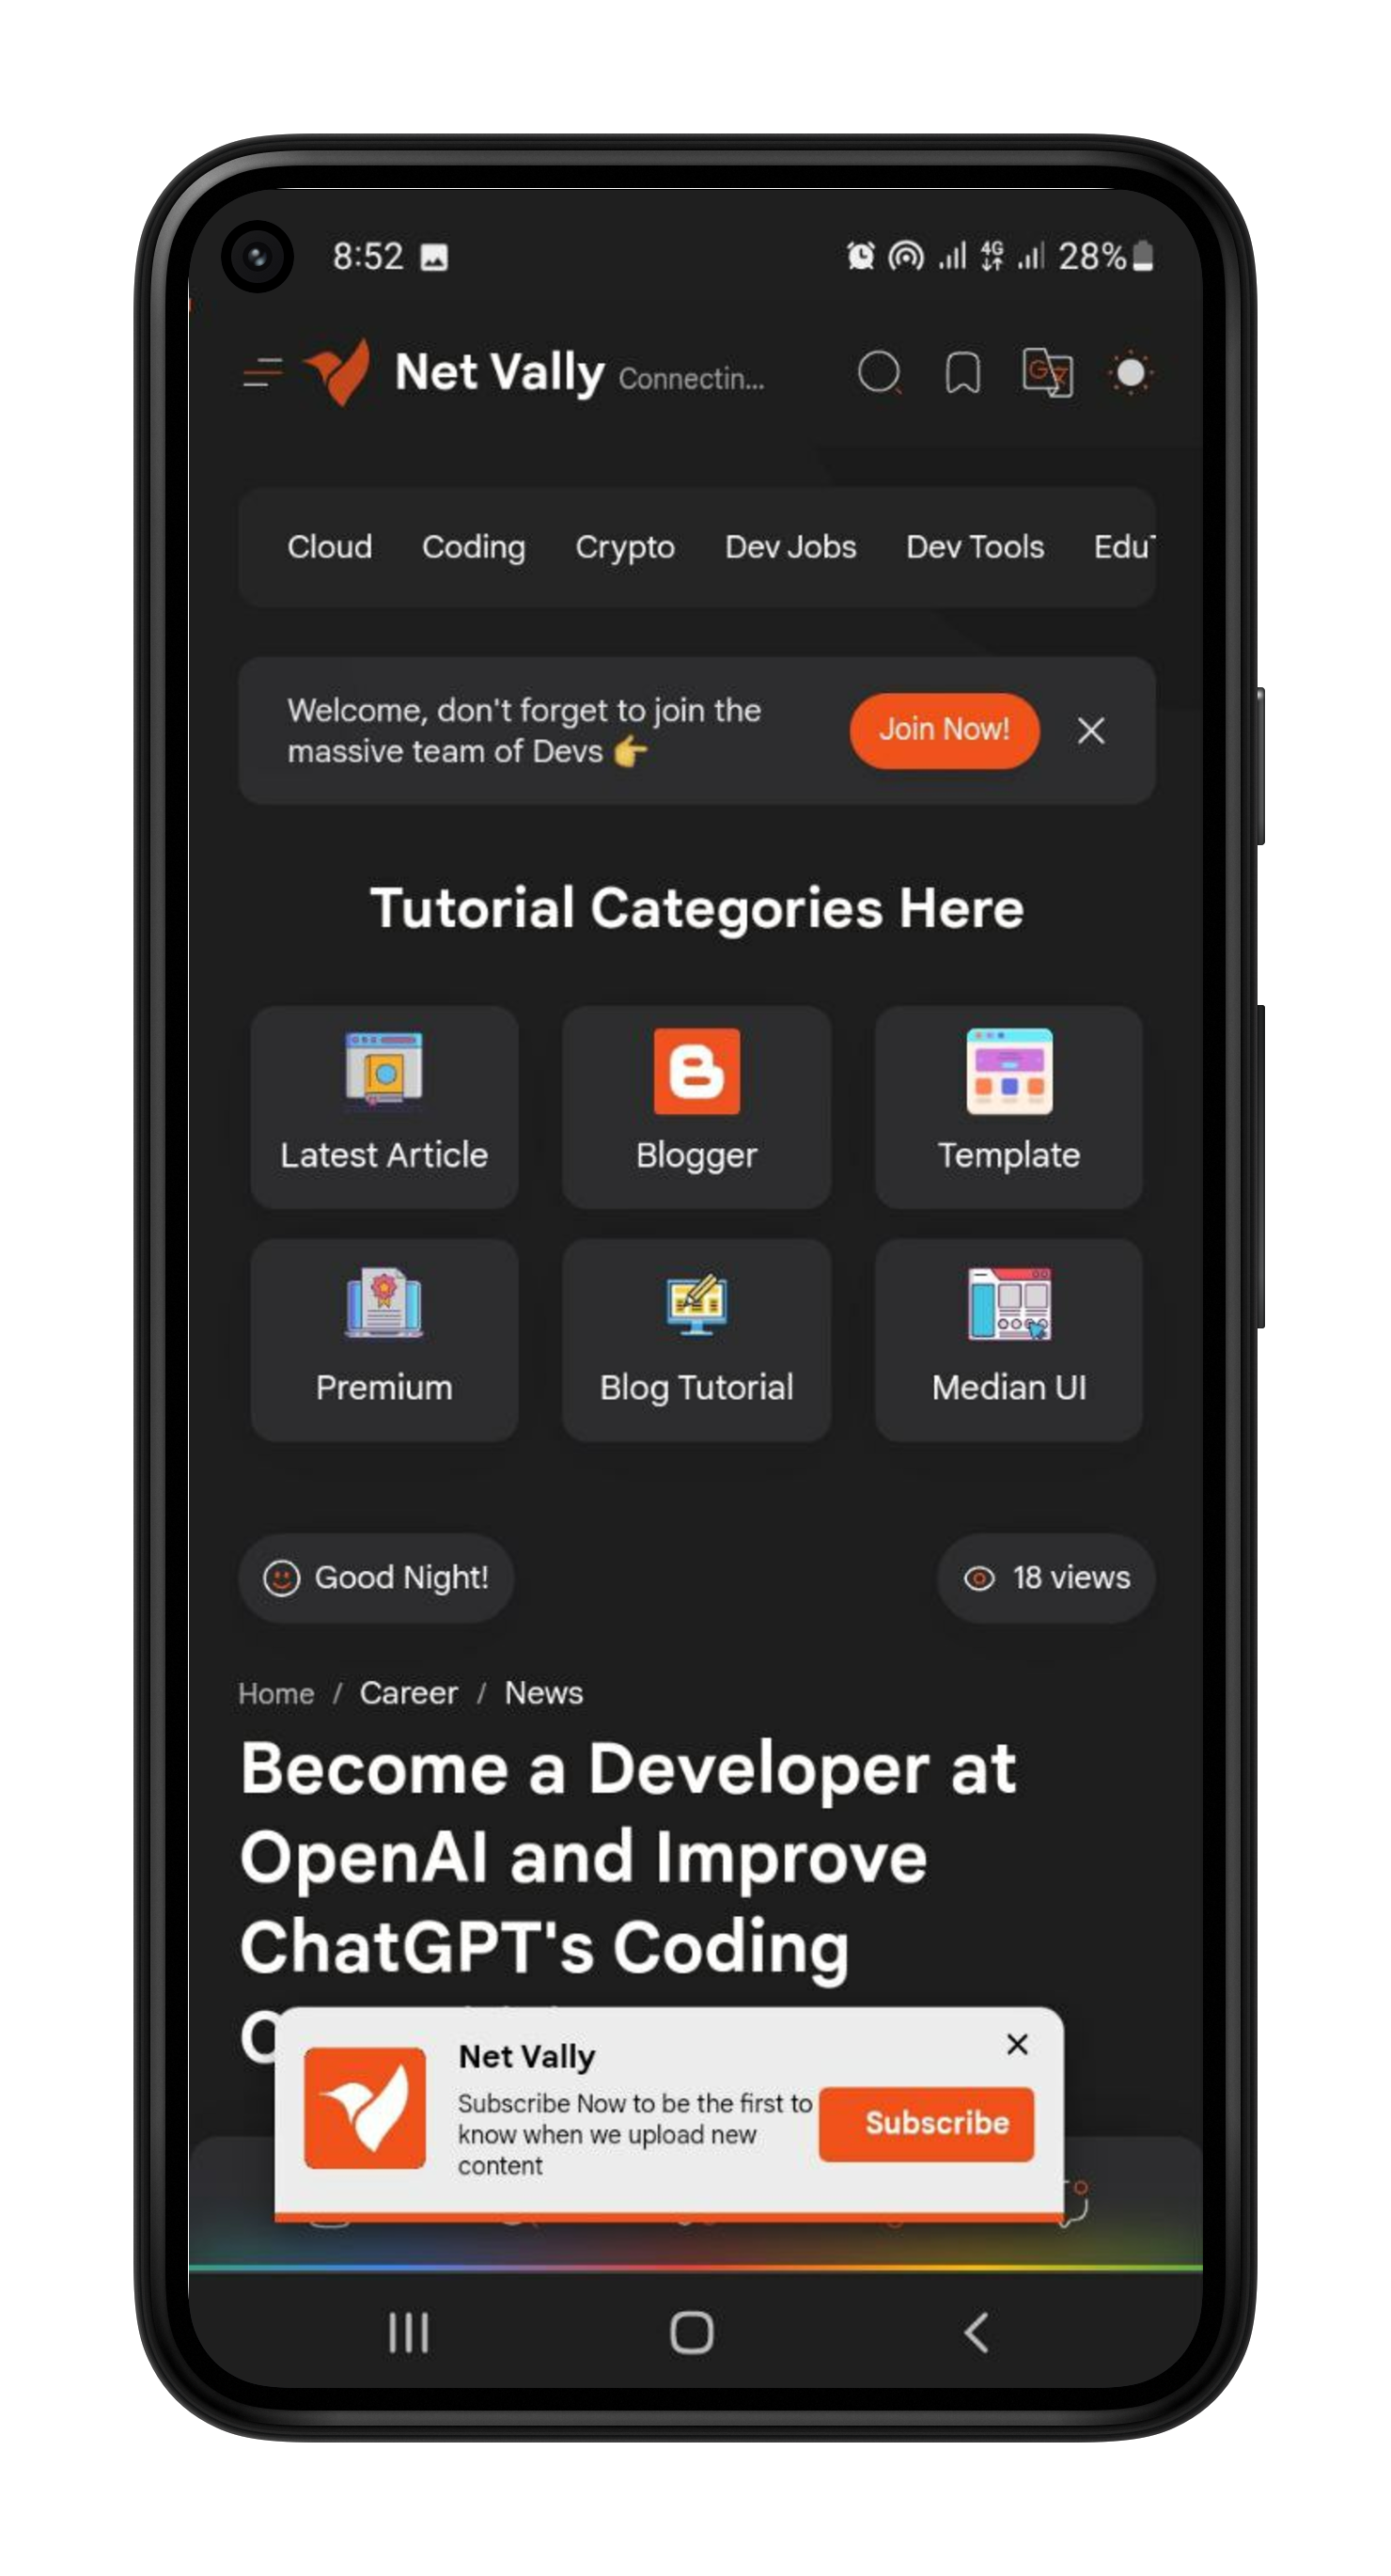 8:52 4G 28%
Net Vally Connectin...
Cloud Coding Crypto Dev Jobs Dev Tools
Welcome, don't forget to join the
massive team of Devs 👉
Join Now!
Tutorial Categories Here
Latest Article Blogger Template
Premium Blog Tutorial Median UI
Good Night! 18 views
Home / Career / News
Become a Developer at
OpenAI and Improve
ChatGPT's Coding
Net Vally
Subscribe Now to be the first to
know when we upload new
content
Subscribe